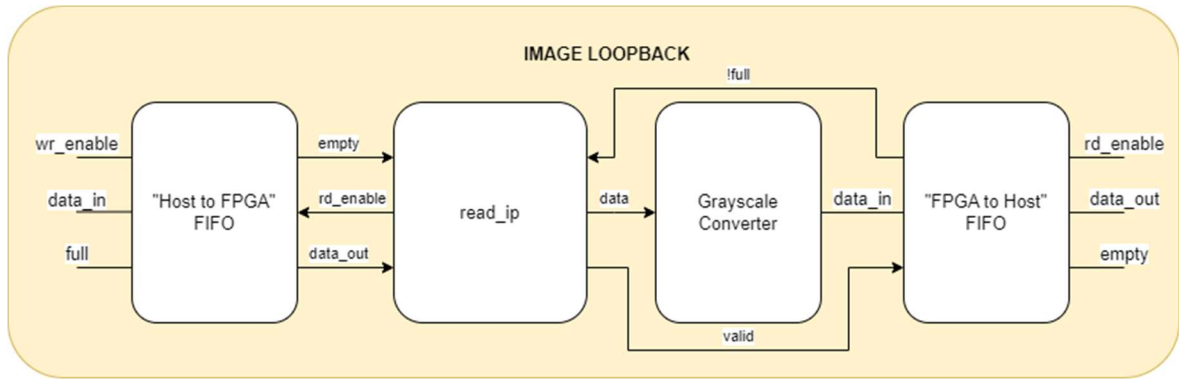 IMAGE LOOPBACK
!full
wr_enable
data_in
full
"Host to FPGA"
FIFO
empty
rd_enable
data_out
read_ip
data
Grayscale
Converter
data_in
valid
"FPGA to Host"
FIFO
rd_enable
data_out
empty